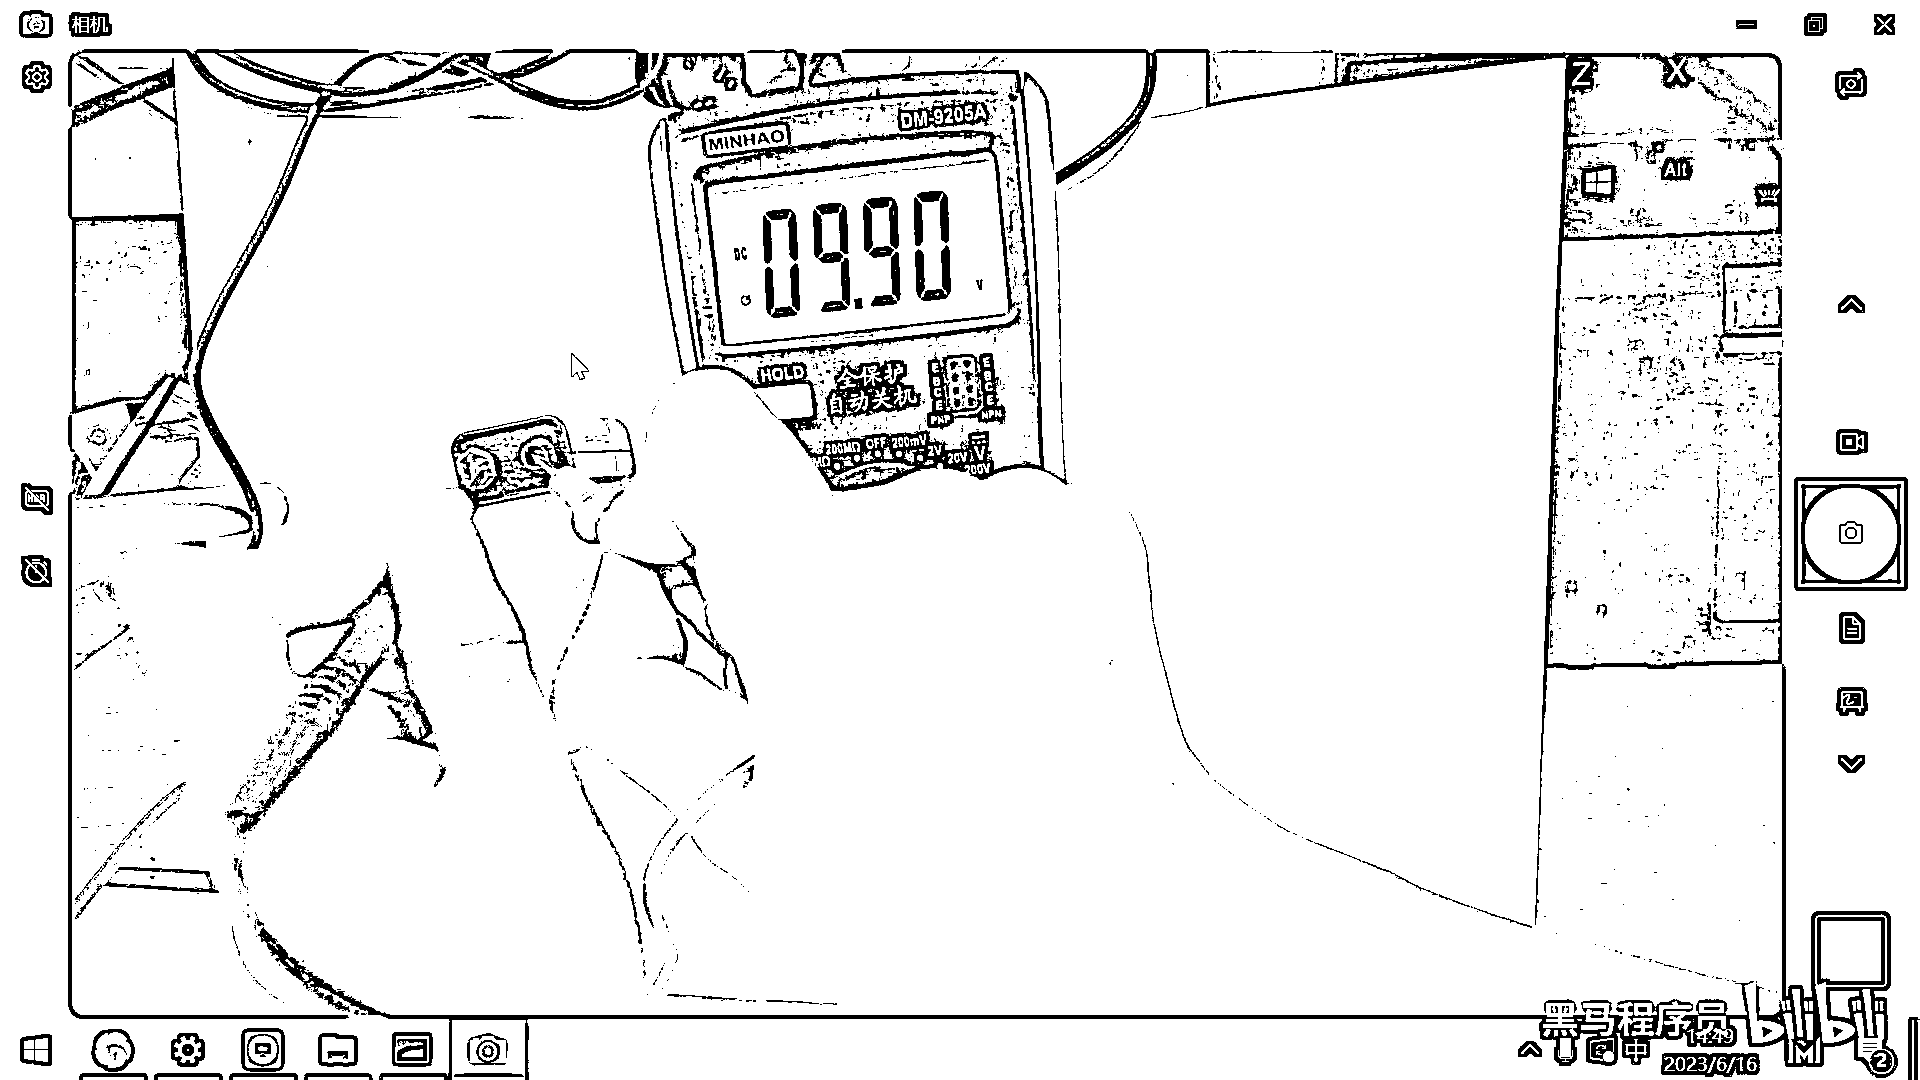 相机
Z X
DM-9205A
MINHAO
Alt
DC
09.90
V
HOLD
全保护
自动关机
E E
B B
C C
E E
PNP NPN
200MΩ OFF 200mV
2V
20V
200V
V
黑马程序员 bilibili
中
14:49
2023/6/16
M
2